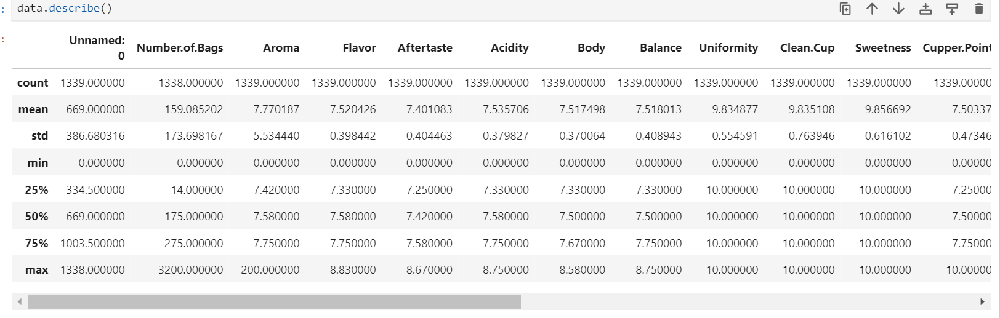 : data.describe()
: Unnamed: 0 Number.of.Bags Aroma Flavor Aftertaste Acidity Body Balance Uniformity Clean.Cup Sweetness Cupper.Point
count 1339.000000 1338.000000 1339.000000 1339.000000 1339.000000 1339.000000 1339.000000 1339.000000 1339.000000 1339.000000 1339.000000 1339.00000
mean 669.000000 159.085202 7.770187 7.520426 7.401083 7.535706 7.517498 7.518013 9.834877 9.835108 9.856692 7.50337
std 386.680316 173.698167 5.534440 0.398442 0.404463 0.379827 0.370064 0.408943 0.554591 0.763946 0.616102 0.47346
min 0.000000 0.000000 0.000000 0.000000 0.000000 0.000000 0.000000 0.000000 0.000000 0.000000 0.000000 0.00000
25% 334.500000 14.000000 7.420000 7.330000 7.250000 7.330000 7.330000 7.330000 10.000000 10.000000 10.000000 7.25000
50% 669.000000 175.000000 7.580000 7.580000 7.420000 7.580000 7.500000 7.500000 10.000000 10.000000 10.000000 7.50000
75% 1003.500000 275.000000 7.750000 7.750000 7.580000 7.750000 7.670000 7.750000 10.000000 10.000000 10.000000 7.75000
max 1338.000000 3200.000000 200.000000 8.830000 8.670000 8.750000 8.580000 8.750000 10.000000 10.000000 10.000000 10.00000